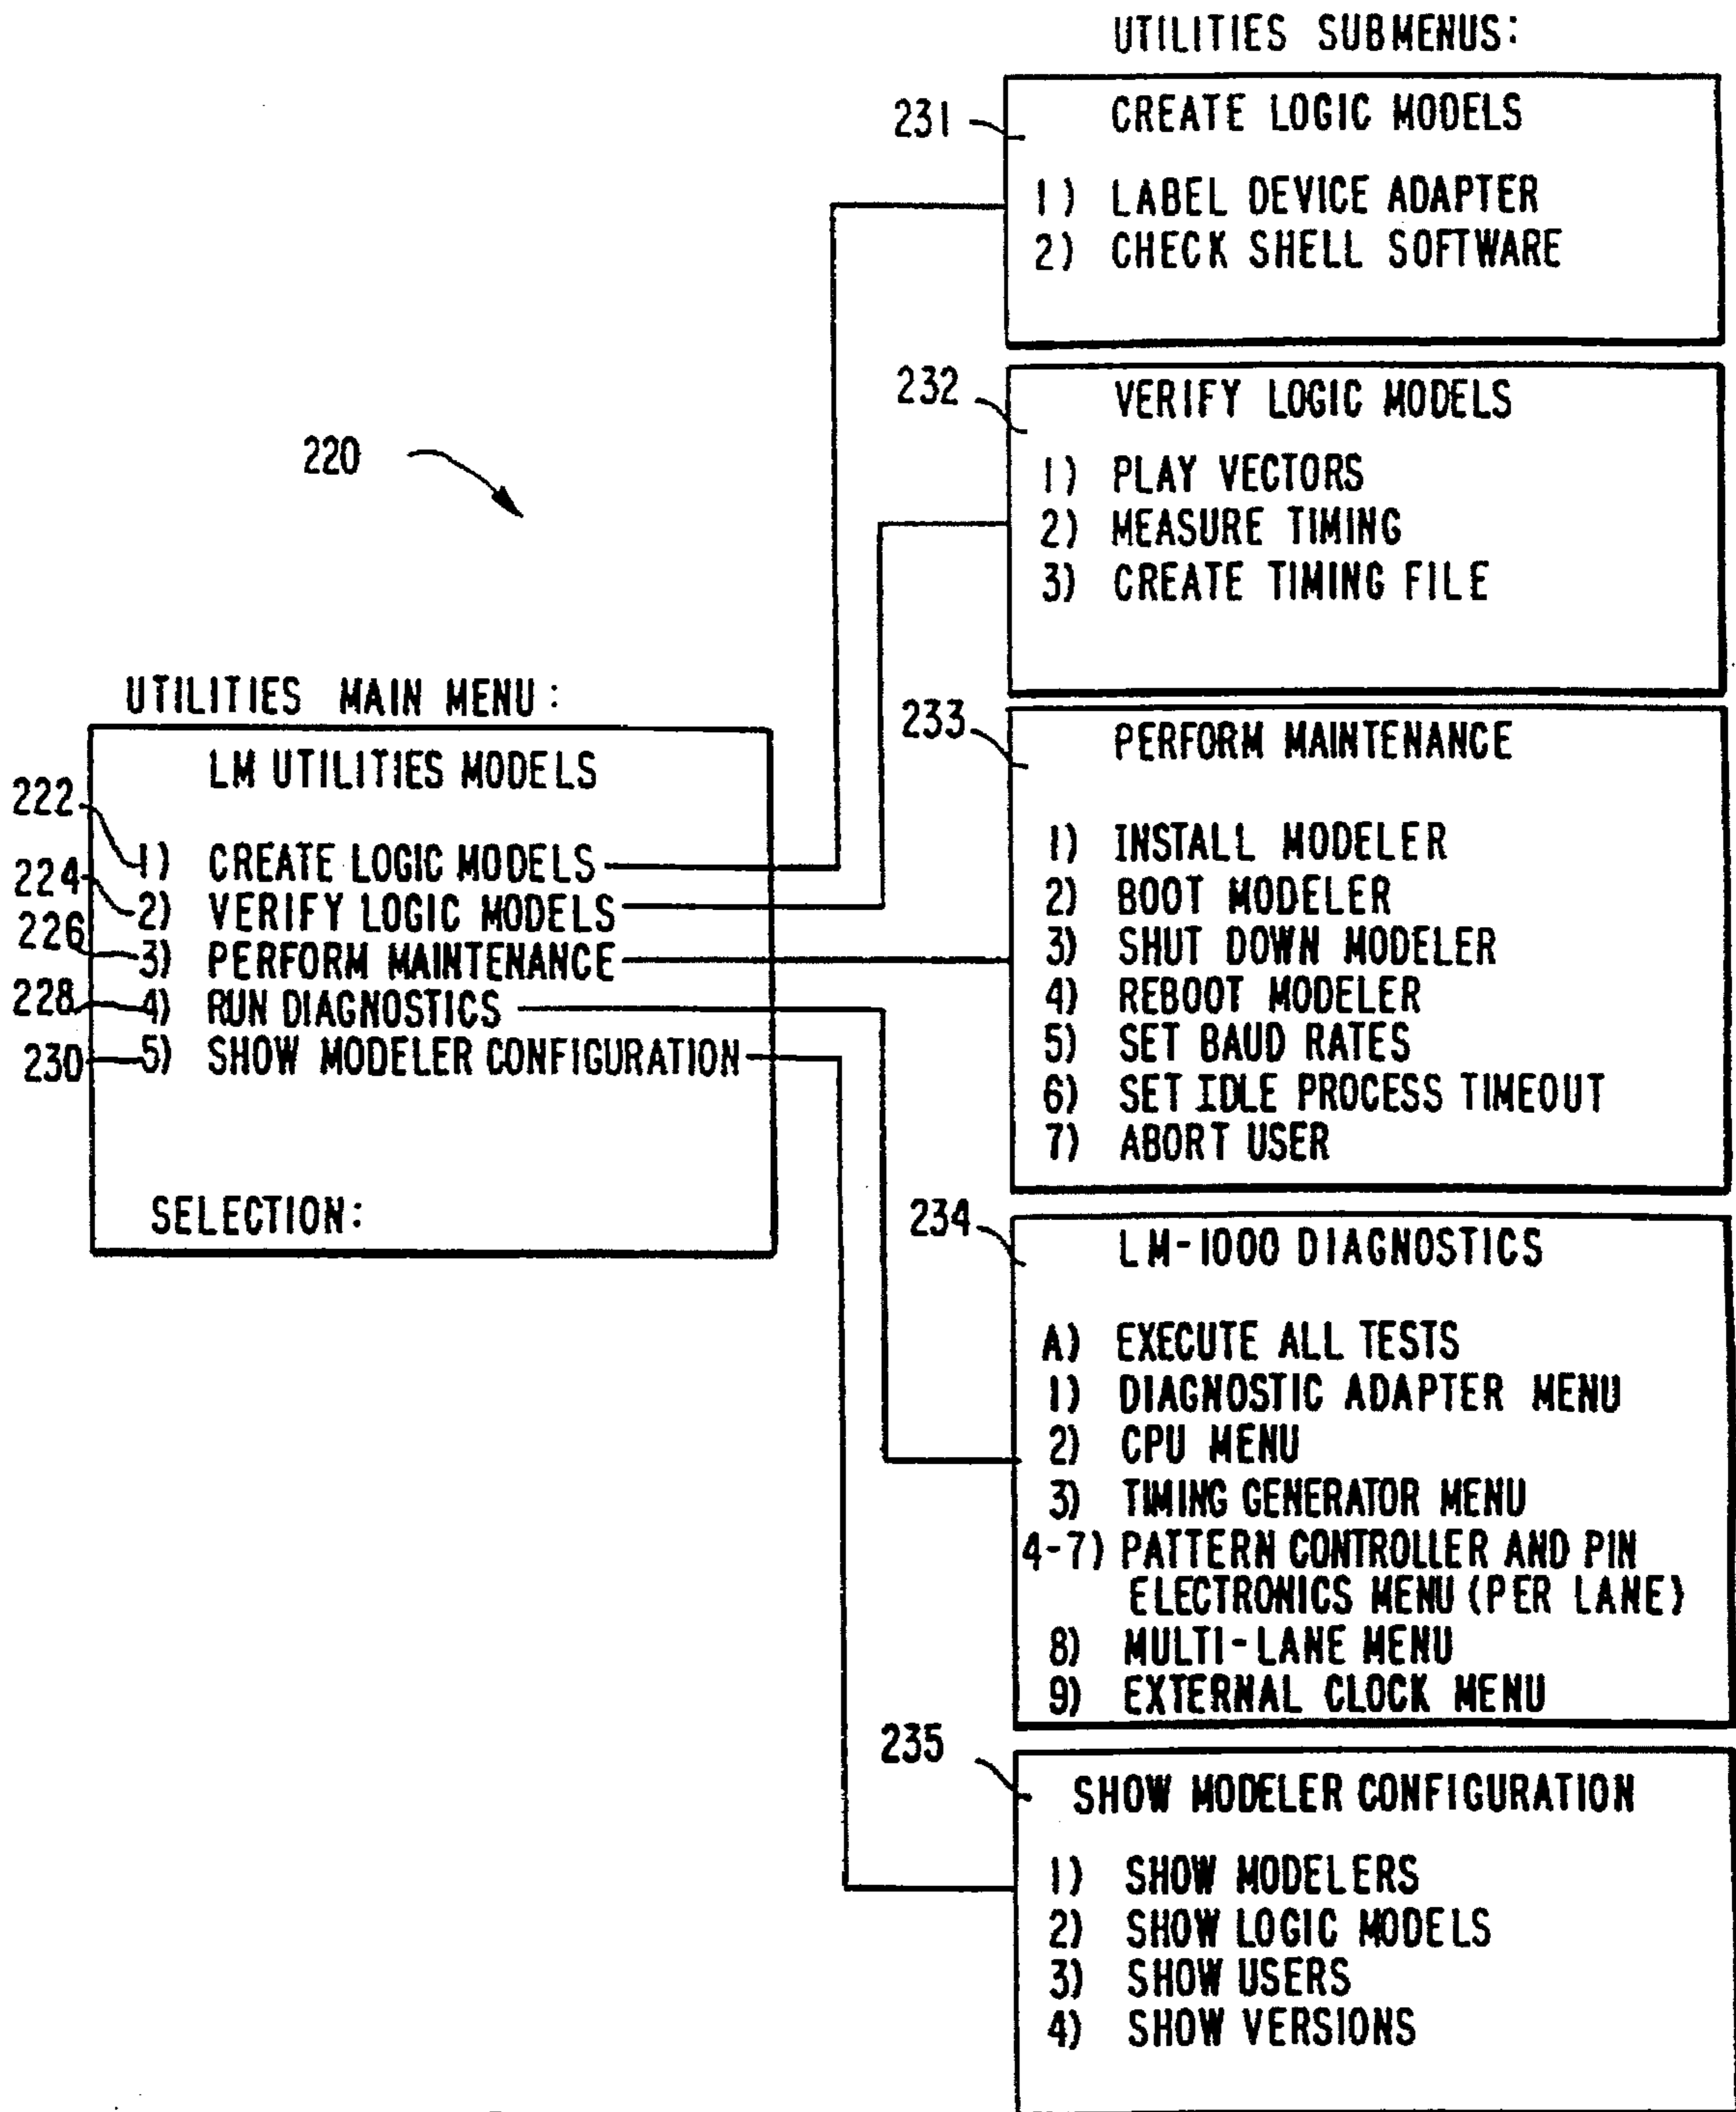 UTILITIES SUBMENUS:
231
CREATE LOGIC MODELS
1) LABEL DEVICE ADAPTER
2) CHECK SHELL SOFTWARE
232
VERIFY LOGIC MODELS
1) PLAY VECTORS
2) MEASURE TIMING
3) CREATE TIMING FILE
220
UTILITIES MAIN MENU:
LM UTILITIES MODELS
222
1) CREATE LOGIC MODELS
224
2) VERIFY LOGIC MODELS
226
3) PERFORM MAINTENANCE
228
4) RUN DIAGNOSTICS
230
5) SHOW MODELER CONFIGURATION
SELECTION:
233
PERFORM MAINTENANCE
1) INSTALL MODELER
2) BOOT MODELER
3) SHUT DOWN MODELER
4) REBOOT MODELER
5) SET BAUD RATES
6) SET IDLE PROCESS TIMEOUT
7) ABORT USER
234
LM-1000 DIAGNOSTICS
A) EXECUTE ALL TESTS
1) DIAGNOSTIC ADAPTER MENU
2) CPU MENU
3) TIMING GENERATOR MENU
4-7) PATTERN CONTROLLER AND PIN
ELECTRONICS MENU (PER LANE)
8) MULTI-LANE MENU
9) EXTERNAL CLOCK MENU
235
SHOW MODELER CONFIGURATION
1) SHOW MODELERS
2) SHOW LOGIC MODELS
3) SHOW USERS
4) SHOW VERSIONS